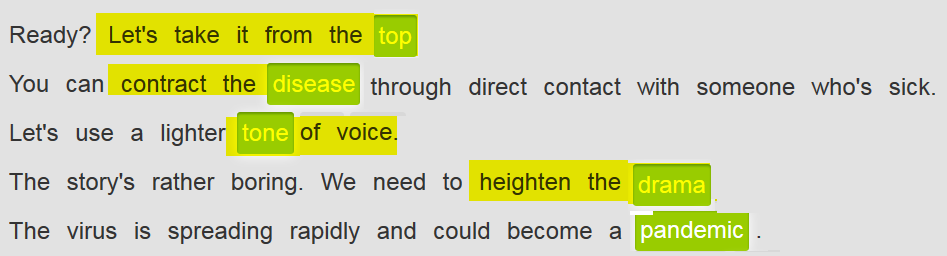 Ready? Let's take it from the top
You can contract the disease through direct contact with someone who's sick.
Let's use a lighter tone of voice.
The story's rather boring. We need to heighten the drama.
The virus is spreading rapidly and could become a pandemic.